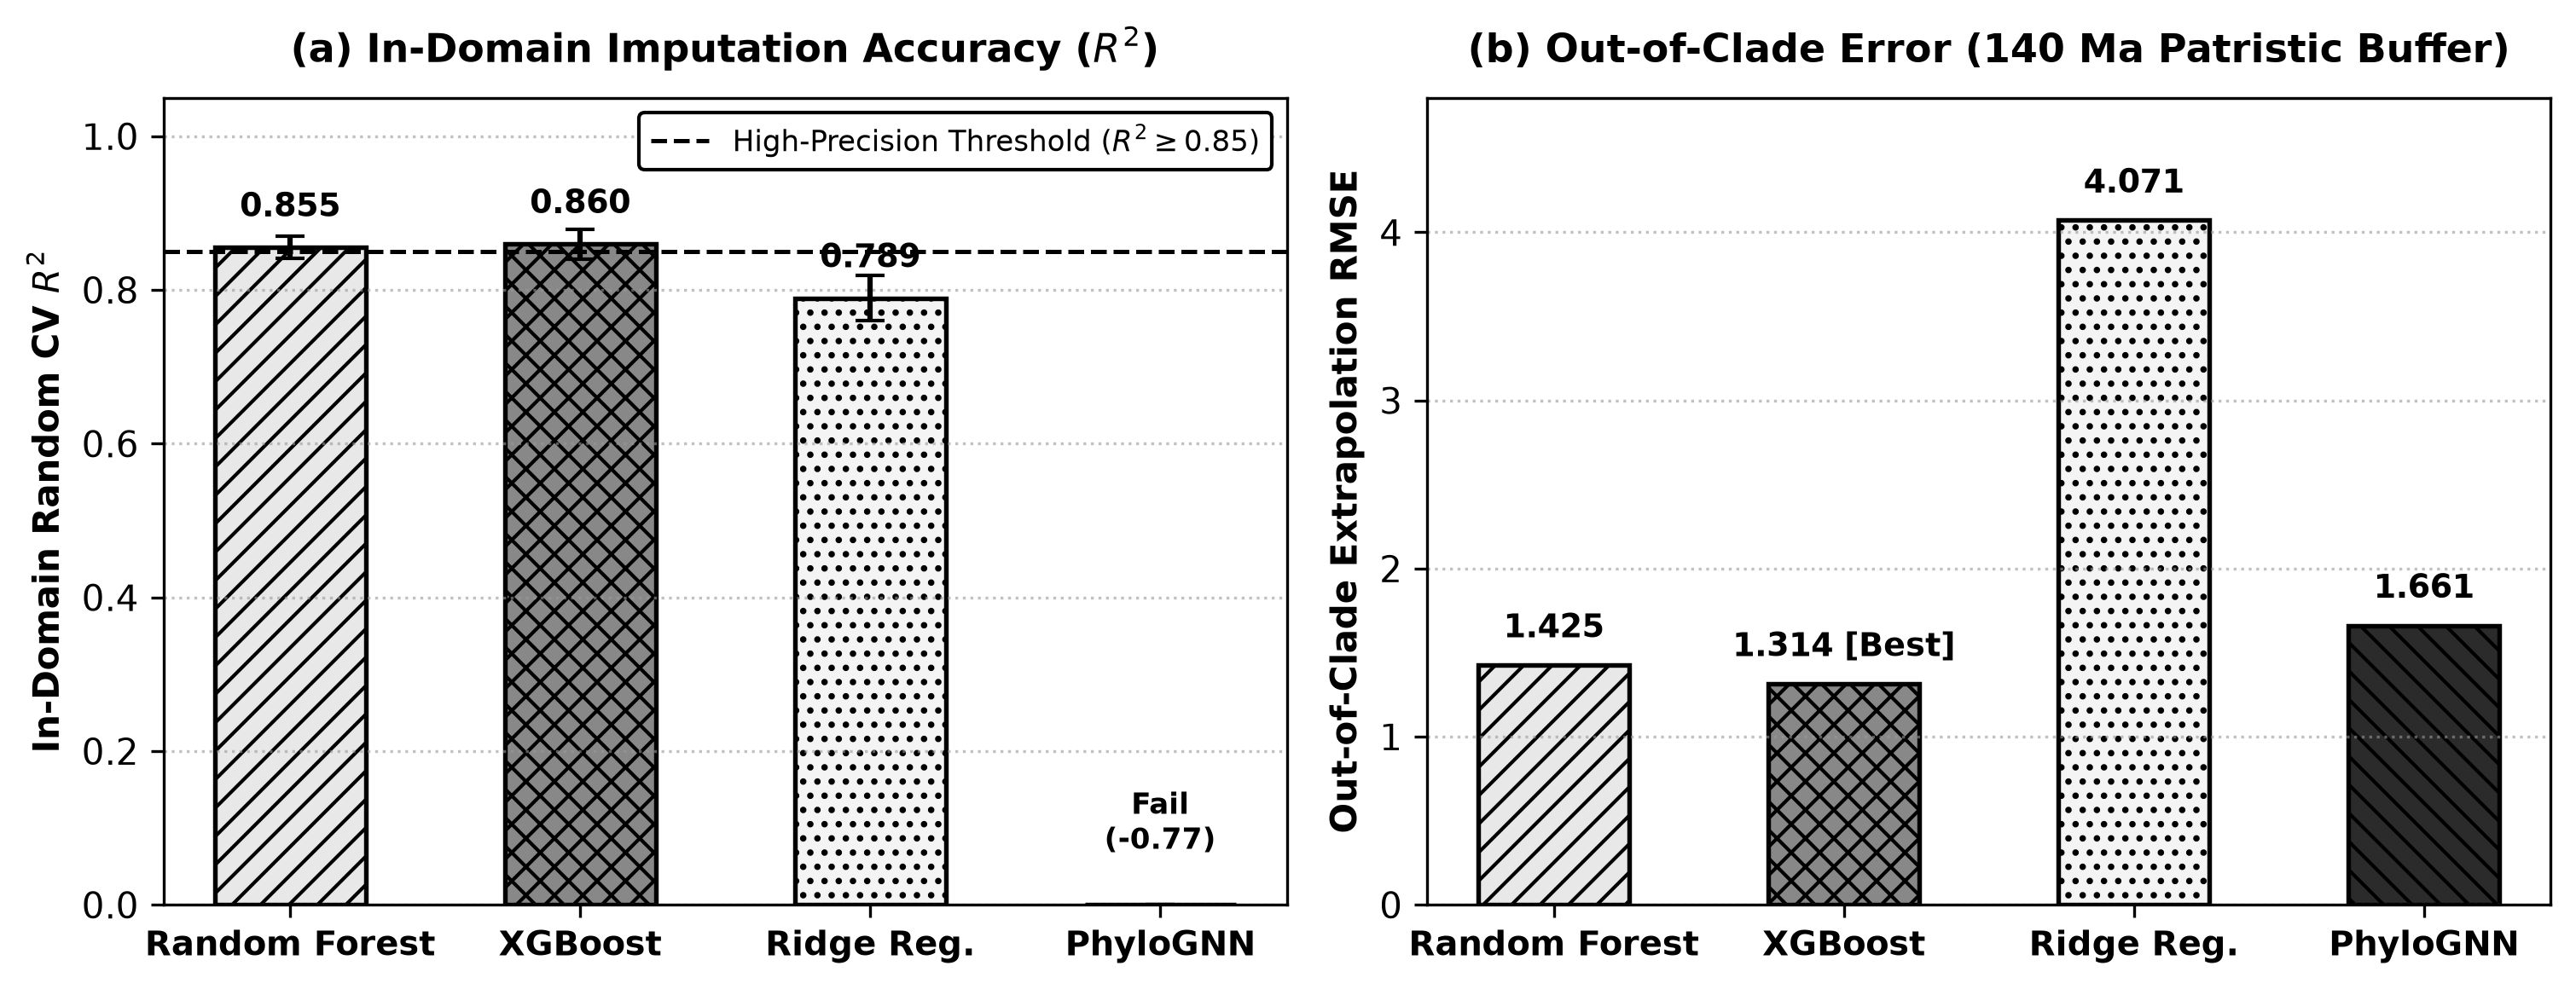 (a) In-Domain Imputation Accuracy (R²)
In-Domain Random CV R²
1.0
0.8
0.6
0.4
0.2
0.0
High-Precision Threshold (R² ≥ 0.85)
0.855
0.860
0.789
Fail
(-0.77)
Random Forest
XGBoost
Ridge Reg.
PhyloGNN
(b) Out-of-Clade Error (140 Ma Patristic Buffer)
Out-of-Clade Extrapolation RMSE
4
3
2
1
0
1.425
1.314 [Best]
4.071
1.661
Random Forest
XGBoost
Ridge Reg.
PhyloGNN